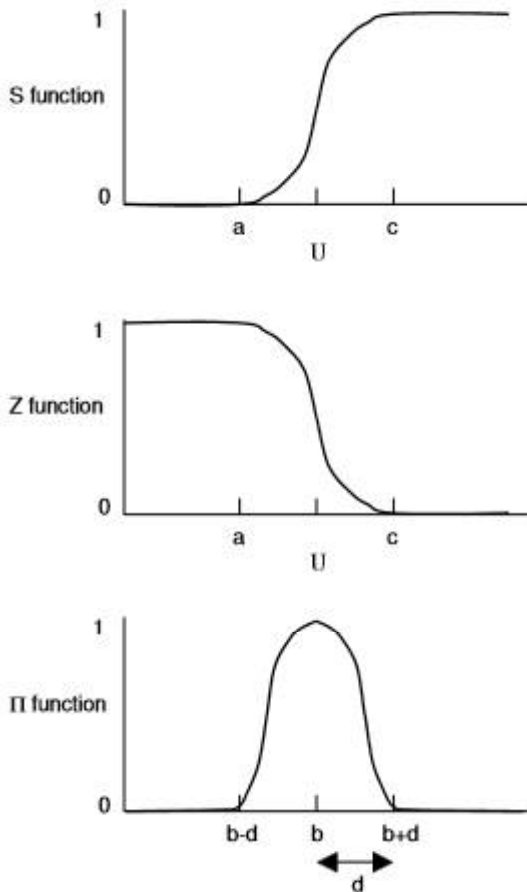 1
S function
0
a c
U
1
Z function
0
a c
U
1
Π function
0
b-d b b+d
d